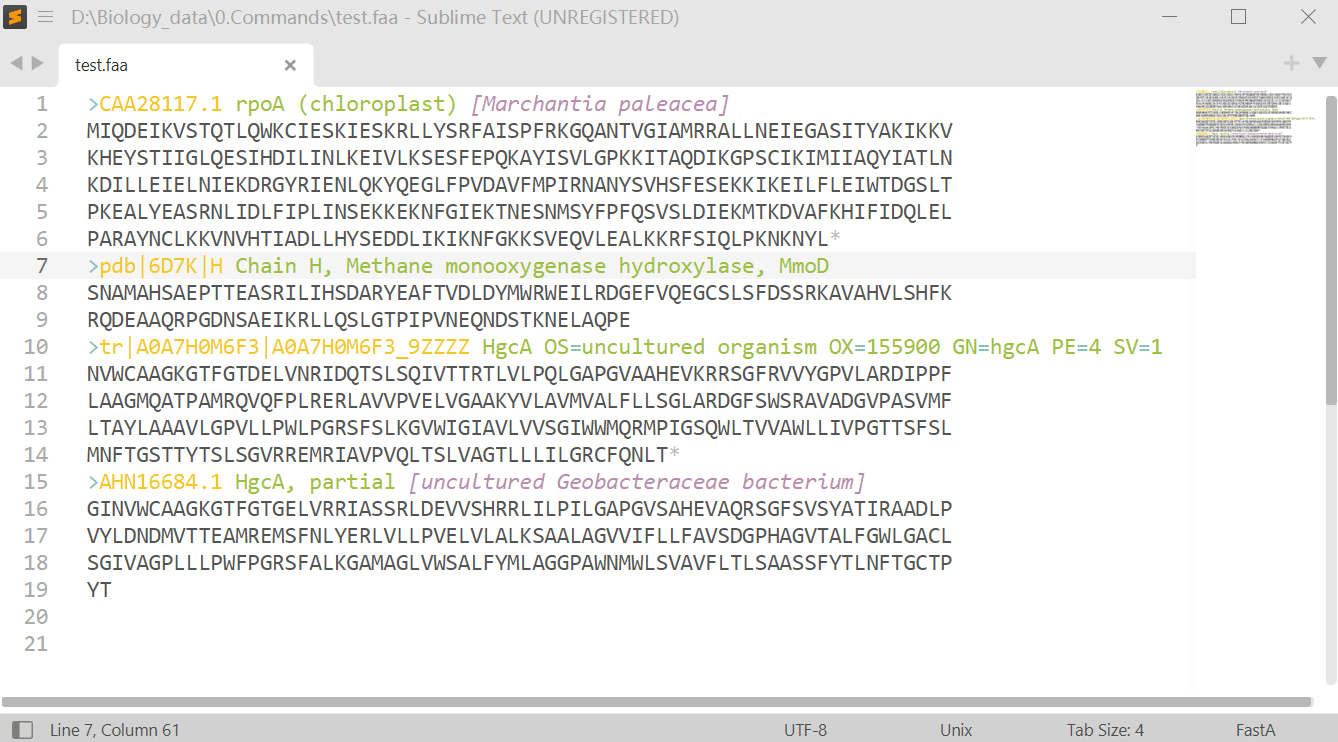 D:\Biology_data\0.Commands\test.faa - Sublime Text (UNREGISTERED)
test.faa
1 >CAA28117.1 rpoA (chloroplast) [Marchantia paleacea]
2 MIQDEIKVSTQTLQWKCIESKIESKRLLYSRFAISPFRKGQANTVGIAMRRALLNEIEGASITYAKIKKV
3 KHEYSTIIGLQESIHDILINLKEIVLKSESFEPQKAYISVLGPKKITAQDIKGPSCIKIMIIAQYIATLN
4 KDILLEIELNIEKDRGYRIENLQKYQEGLFPVDAVFMPIRNANYSVHSFESEKKIKEILFLEIWTDGSLT
5 PKEALYEASRNLIDLFIPLINSEKKEKNFGIEKTNESNMSYFPFQSVSLDIEKMTKDVAFKHIFIDQLEL
6 PARAYNCLKKVNVHTIADLLHYSEDDLIKIKNFGKKSVEQVLEALKKRFSIQLPKNKNYL*
7 >pdb|6D7K|H Chain H, Methane monooxygenase hydroxylase, MmoD
8 SNAMAHSAEPTTEASRILIHSDARYEAFTVDLDYMWRWEILRDGEFVQEGCSLSFDSSRKAVAHVLSHFK
9 RQDEAAQRPGDNSAEIKRLLQSLGTPIPVNEQNDSTKNELAQPE
10 >tr|A0A7H0M6F3|A0A7H0M6F3_9ZZZZ HgcA OS=uncultured organism OX=155900 GN=hgcA PE=4 SV=1
11 NVWCAAGKGTFGTDELVNRIDQTSLSQIVTTRTLVLPQLGAPGVAAHEVKRRSGFRVVYGPVLARDIPPF
12 LAAGMQATPAMRQVQFPLRERLAVVPVELVGAAKYVLAVMVALFLLSGLARDGFSWSRAVADGVPASVMF
13 LTAYLAAAVLGPVLLPWLPGRSFSLKGVWIGIAVLVVSGIWWMQRMPIGSQWLTVVAWLLIVPGTTSFSL
14 MNFTGSTTYTSLSGVRREMRIAVPVQLTSLVAGTLLLILGRCFQNLT*
15 >AHN16684.1 HgcA, partial [uncultured Geobacteraceae bacterium]
16 GINVWCAAGKGTFGTGELVRRIASSRLDEVVSHRRLILPILGAPGVSAHEVAQRSGFSVSYATIRAADLP
17 VYLDNDMVTTEAMREMSFNLYERLVLLPVELVLALKSAALAGVVIFLLFAVSDGPHAGVTALFGWLGACL
18 SGIVAGPLLLPWFPGRSFALKGAMAGLVWSALFYMLAGGPAWNMWLSVAVFLTLSAASSFYTLNFTGCTP
19 YT
20
21
Line 7, Column 61 UTF-8 Unix Tab Size: 4 FastA